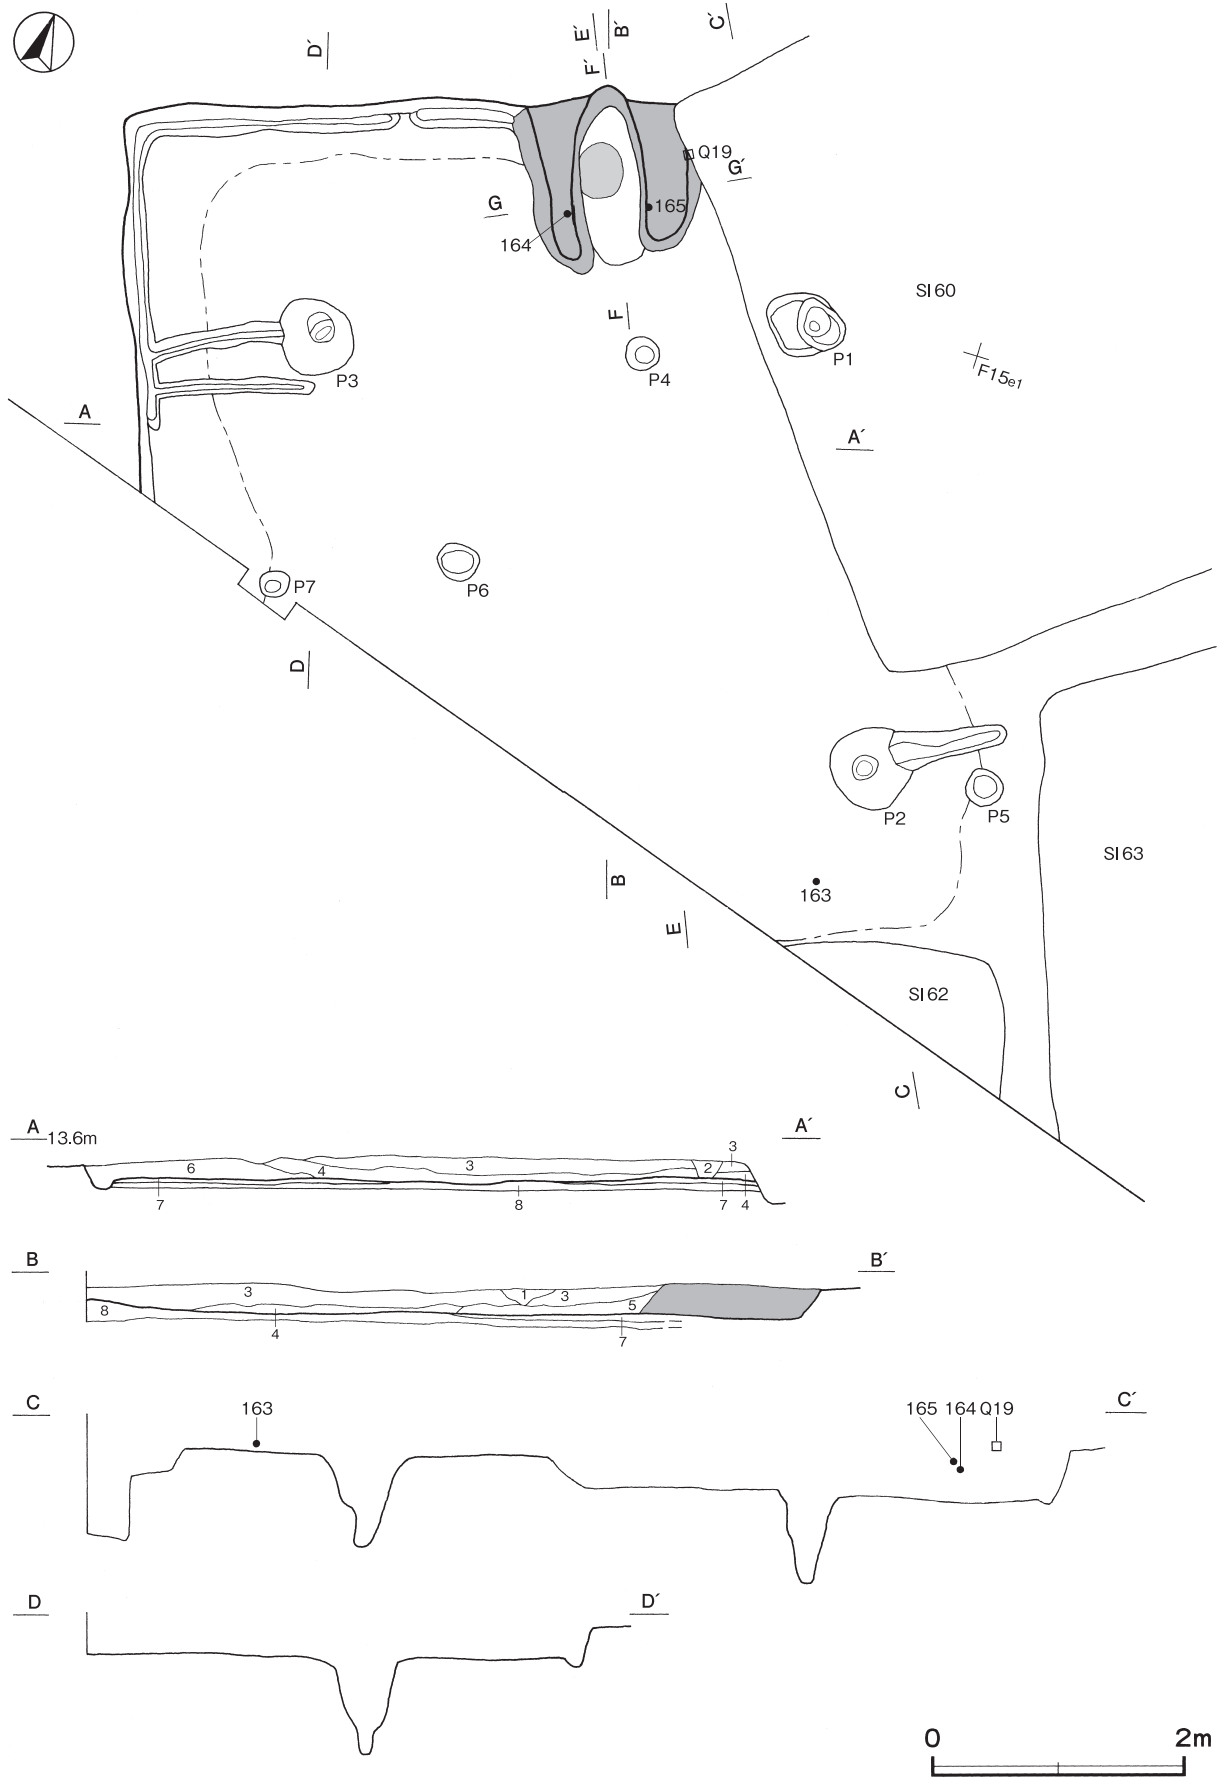 D´
E´
B´
C´
F´
Q19
G´
G
165
164
SI60
F
P1
P3
P4
F15e1
A
A´
P7
P6
D
P2
P5
SI63
B
163
E
SI62
C
A 13.6m
A´
3
6
4
3
2
7
8
7
4
B
B´
3
1
3
8
5
4
7
C
163
165 164 Q19
C´
D
D´
0
2m